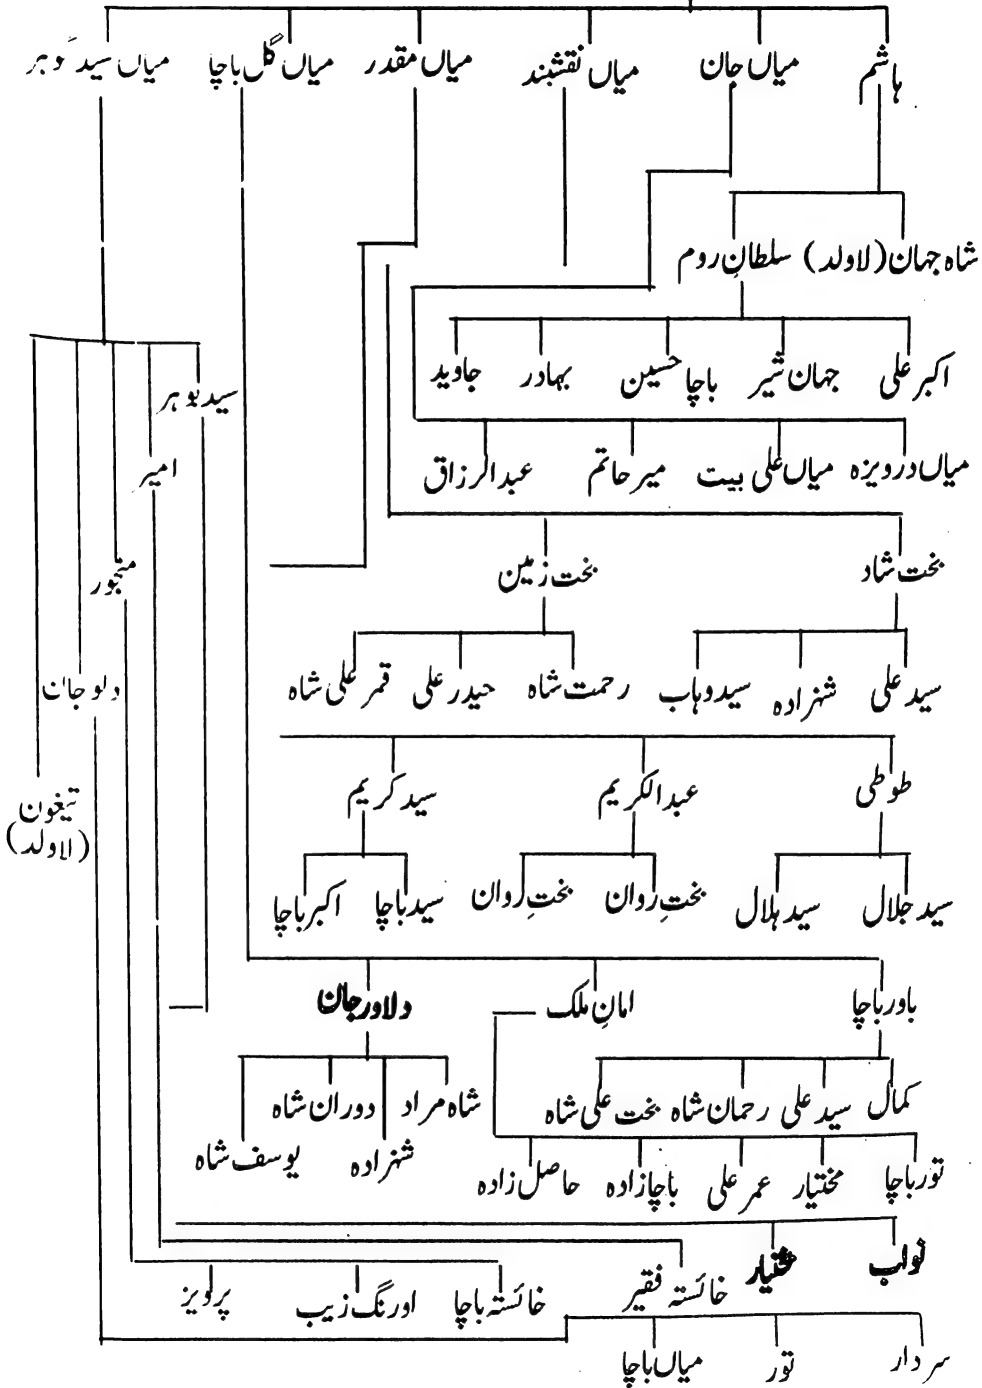 ہاشم میاں جان میاں نقشبند میاں مقدر میاں گل باچا میاں سید گوہر
شاہ جہان (لاولد) سلطانِ روم
اکبر علی جہان شیر باچا حسین بہادر جاوید
سید بوہر
میاں درویزہ میاں علی بیت میر حاتم عبدالرزاق
امیر
بخت شاد بخت زمین
منجور
سید علی شہزادہ سید وہاب رحمت شاہ حیدر علی قمر علی شاہ
دلو جان
طوطی عبدالکریم سید کریم
تیغون
(لاولد)
سید جلال سید ہلال بختِ روان بختِ روان سید باچا اکبر باچا
باور باچا امانِ ملک دلاور جان
کمال سید علی رحمان شاہ بخت علی شاہ شاہ مراد دوران شاہ
شہزادہ یوسف شاہ
تور باچا مختیار عمر علی باچا زادہ حاصل زادہ
نواب مختیار
خائستہ فقیر خائستہ باچا اورنگ زیب پرویز
سردار تور میاں باچا